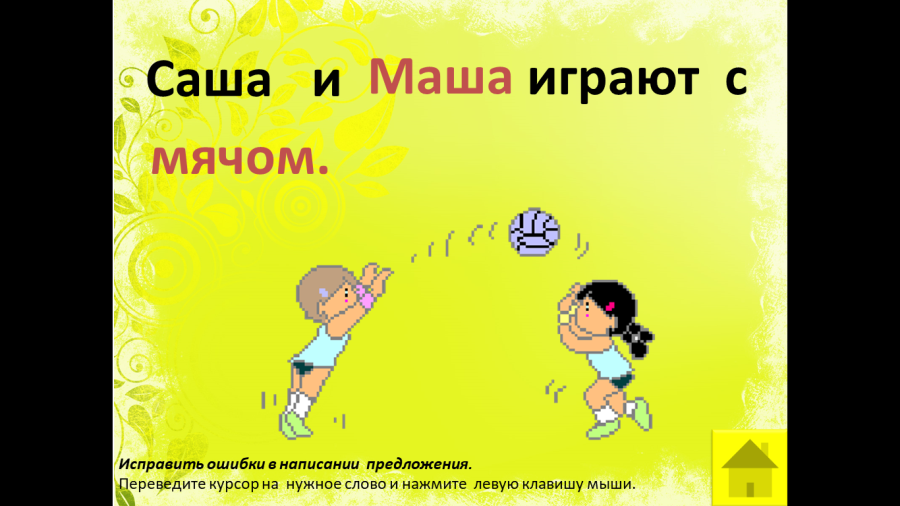 Саша и Маша играют с
мячом.
Исправить ошибки в написании предложения.
Переведите курсор на нужное слово и нажмите левую клавишу мыши.